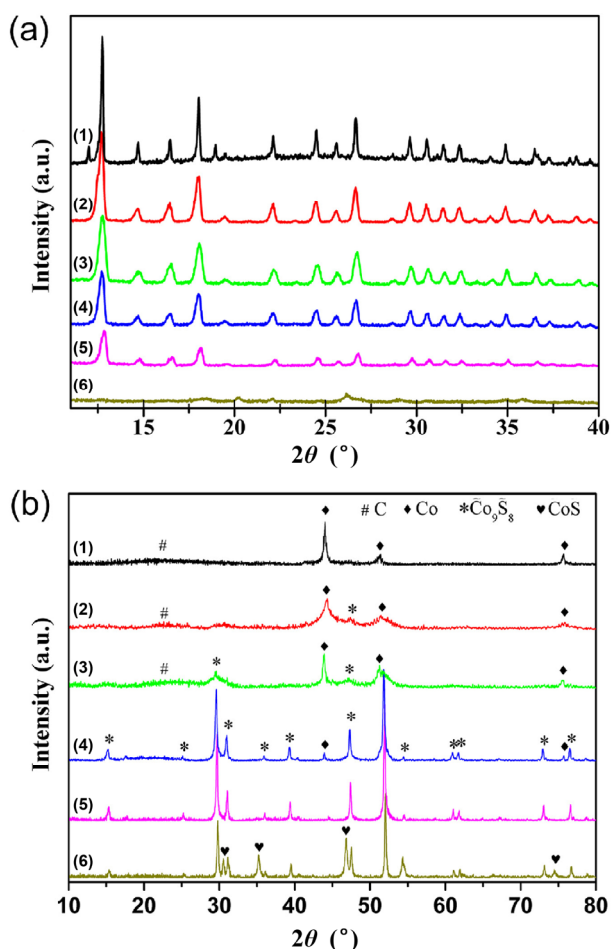 (a)
Intensity (a.u.)
(1)
(2)
(3)
(4)
(5)
(6)
15 20 25 30 35 40
2θ (°)
(b)
Intensity (a.u.)
# C ♦ Co *Co9S8 ♥ CoS
(1)
#
(2)
#
*
(3)
#
*
*
(4)
* * * * * * * * * * *
(5)
(6)
10 20 30 40 50 60 70 80
2θ (°)